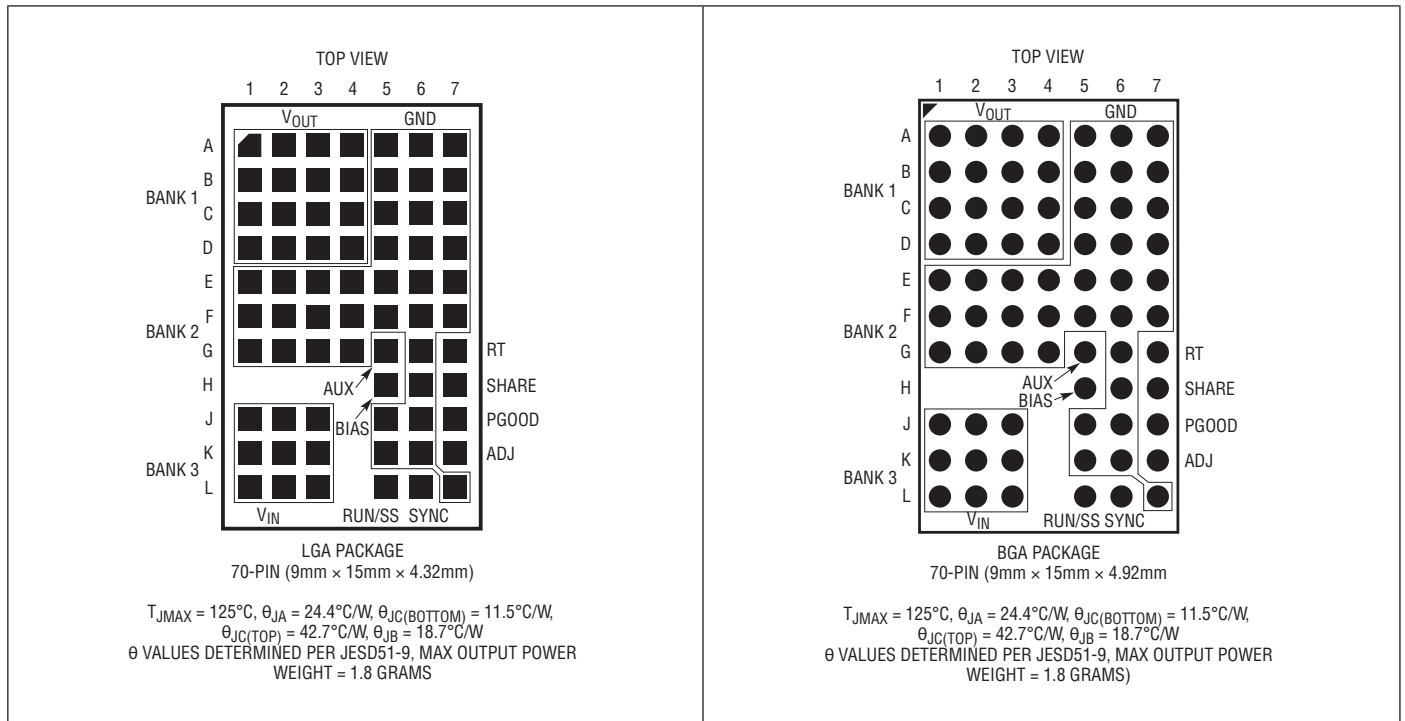 TOP VIEW
1 2 3 4 5 6 7
VOUT GND
A
B
BANK 1
C
D
E
F
BANK 2
G RT
AUX
H SHARE
BIAS
J PGOOD
K ADJ
BANK 3
L
VIN RUN/SS SYNC
LGA PACKAGE
70-PIN (9mm × 15mm × 4.32mm)
TJMAX = 125°C, θJA = 24.4°C/W, θJC(BOTTOM) = 11.5°C/W,
θJC(TOP) = 42.7°C/W, θJB = 18.7°C/W
θ VALUES DETERMINED PER JESD51-9, MAX OUTPUT POWER
WEIGHT = 1.8 GRAMS
TOP VIEW
1 2 3 4 5 6 7
VOUT GND
A
B
BANK 1
C
D
E
F
BANK 2
G RT
AUX
H SHARE
BIAS
J PGOOD
K ADJ
BANK 3
L
VIN RUN/SS SYNC
BGA PACKAGE
70-PIN (9mm × 15mm × 4.92mm
TJMAX = 125°C, θJA = 24.4°C/W, θJC(BOTTOM) = 11.5°C/W,
θJC(TOP) = 42.7°C/W, θJB = 18.7°C/W
θ VALUES DETERMINED PER JESD51-9, MAX OUTPUT POWER
WEIGHT = 1.8 GRAMS)